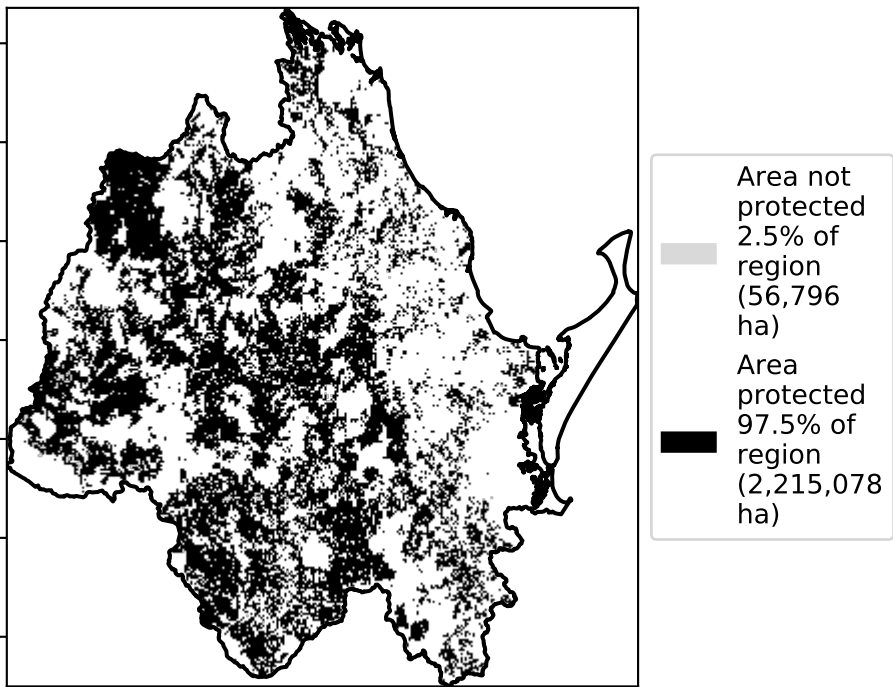 Area not
protected
2.5% of
region
(56,796
ha)
Area
protected
97.5% of
region
(2,215,078
ha)